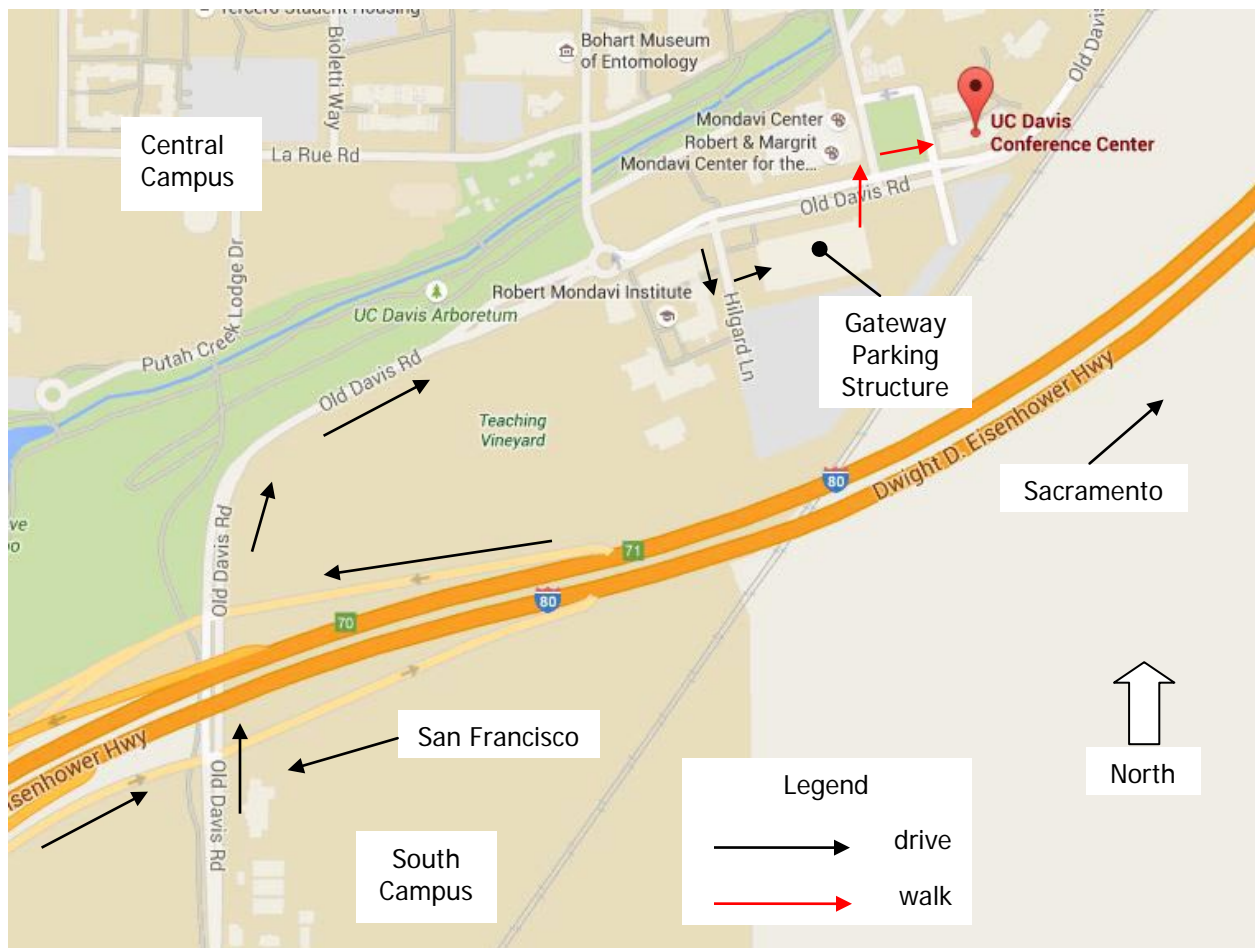 Tercero Student Housing
Bioletti Way
Bohart Museum
of Entomology
Old Davis
Central
Campus
La Rue Rd
Mondavi Center
Robert & Margrit
Mondavi Center for the...
UC Davis
Conference Center
Old Davis Rd
Putah Creek Lodge Dr
UC Davis Arboretum
Robert Mondavi Institute
Hilgard Ln
Gateway
Parking
Structure
Old Davis Rd
Teaching
Vineyard
Dwight D. Eisenhower Hwy
80
Sacramento
Old Davis Rd
71
80
70
San Francisco
senhower Hwy
Old Davis Rd
North
Legend
drive
walk
South
Campus